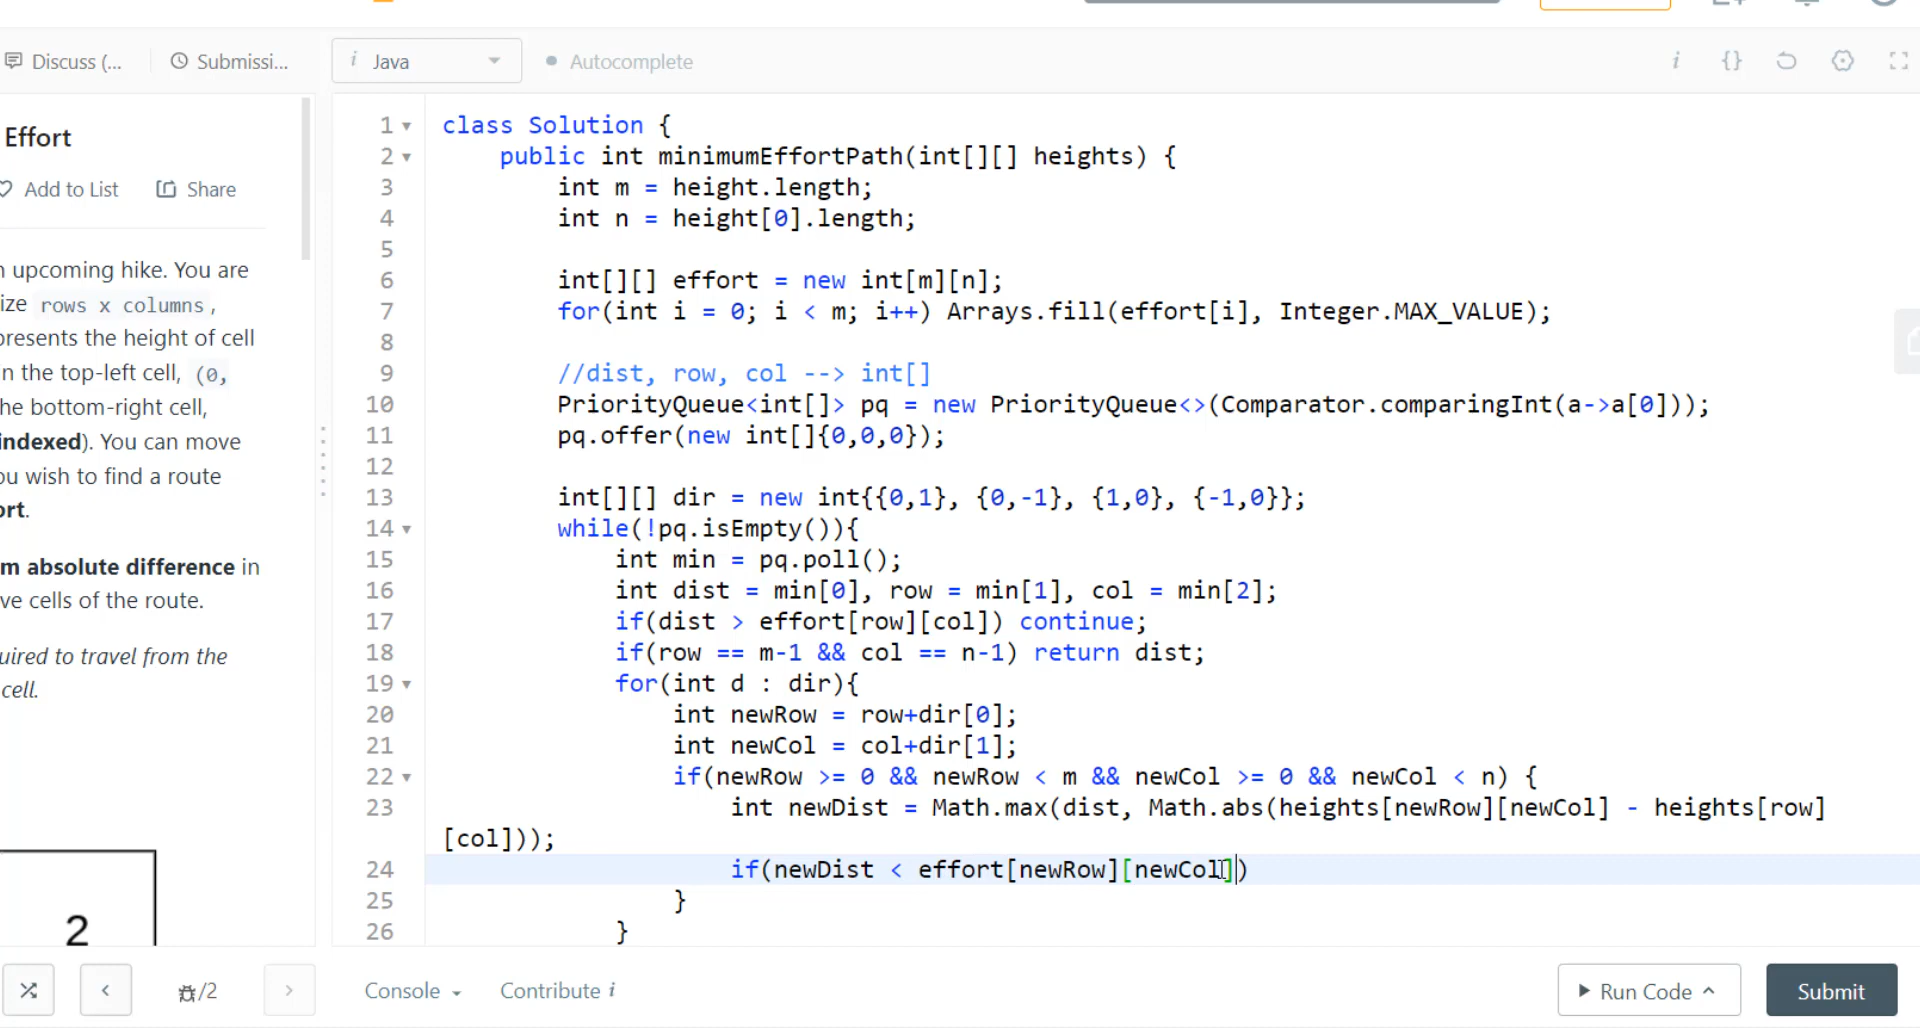 Discuss (...
Submissi...
i Java
Autocomplete
i {}
Effort
Add to List
Share
n upcoming hike. You are
ize rows x columns,
presents the height of cell
n the top-left cell, (0,
he bottom-right cell,
indexed). You can move
ou wish to find a route
ort.
m absolute difference in
ve cells of the route.
uired to travel from the
cell.
2
1 class Solution {
2 public int minimumEffortPath(int[][] heights) {
3 int m = height.length;
4 int n = height[0].length;
5
6 int[][] effort = new int[m][n];
7 for(int i = 0; i < m; i++) Arrays.fill(effort[i], Integer.MAX_VALUE);
8
9 //dist, row, col --> int[]
10 PriorityQueue<int[]> pq = new PriorityQueue<>(Comparator.comparingInt(a->a[0]));
11 pq.offer(new int[]{0,0,0});
12
13 int[][] dir = new int{{0,1}, {0,-1}, {1,0}, {-1,0}};
14 while(!pq.isEmpty()){
15 int min = pq.poll();
16 int dist = min[0], row = min[1], col = min[2];
17 if(dist > effort[row][col]) continue;
18 if(row == m-1 && col == n-1) return dist;
19 for(int d : dir){
20 int newRow = row+dir[0];
21 int newCol = col+dir[1];
22 if(newRow >= 0 && newRow < m && newCol >= 0 && newCol < n) {
23 int newDist = Math.max(dist, Math.abs(heights[newRow][newCol] - heights[row]
[col]));
24 if(newDist < effort[newRow][newCol])
25 }
26 }
/2
Console
Contribute i
Run Code
Submit